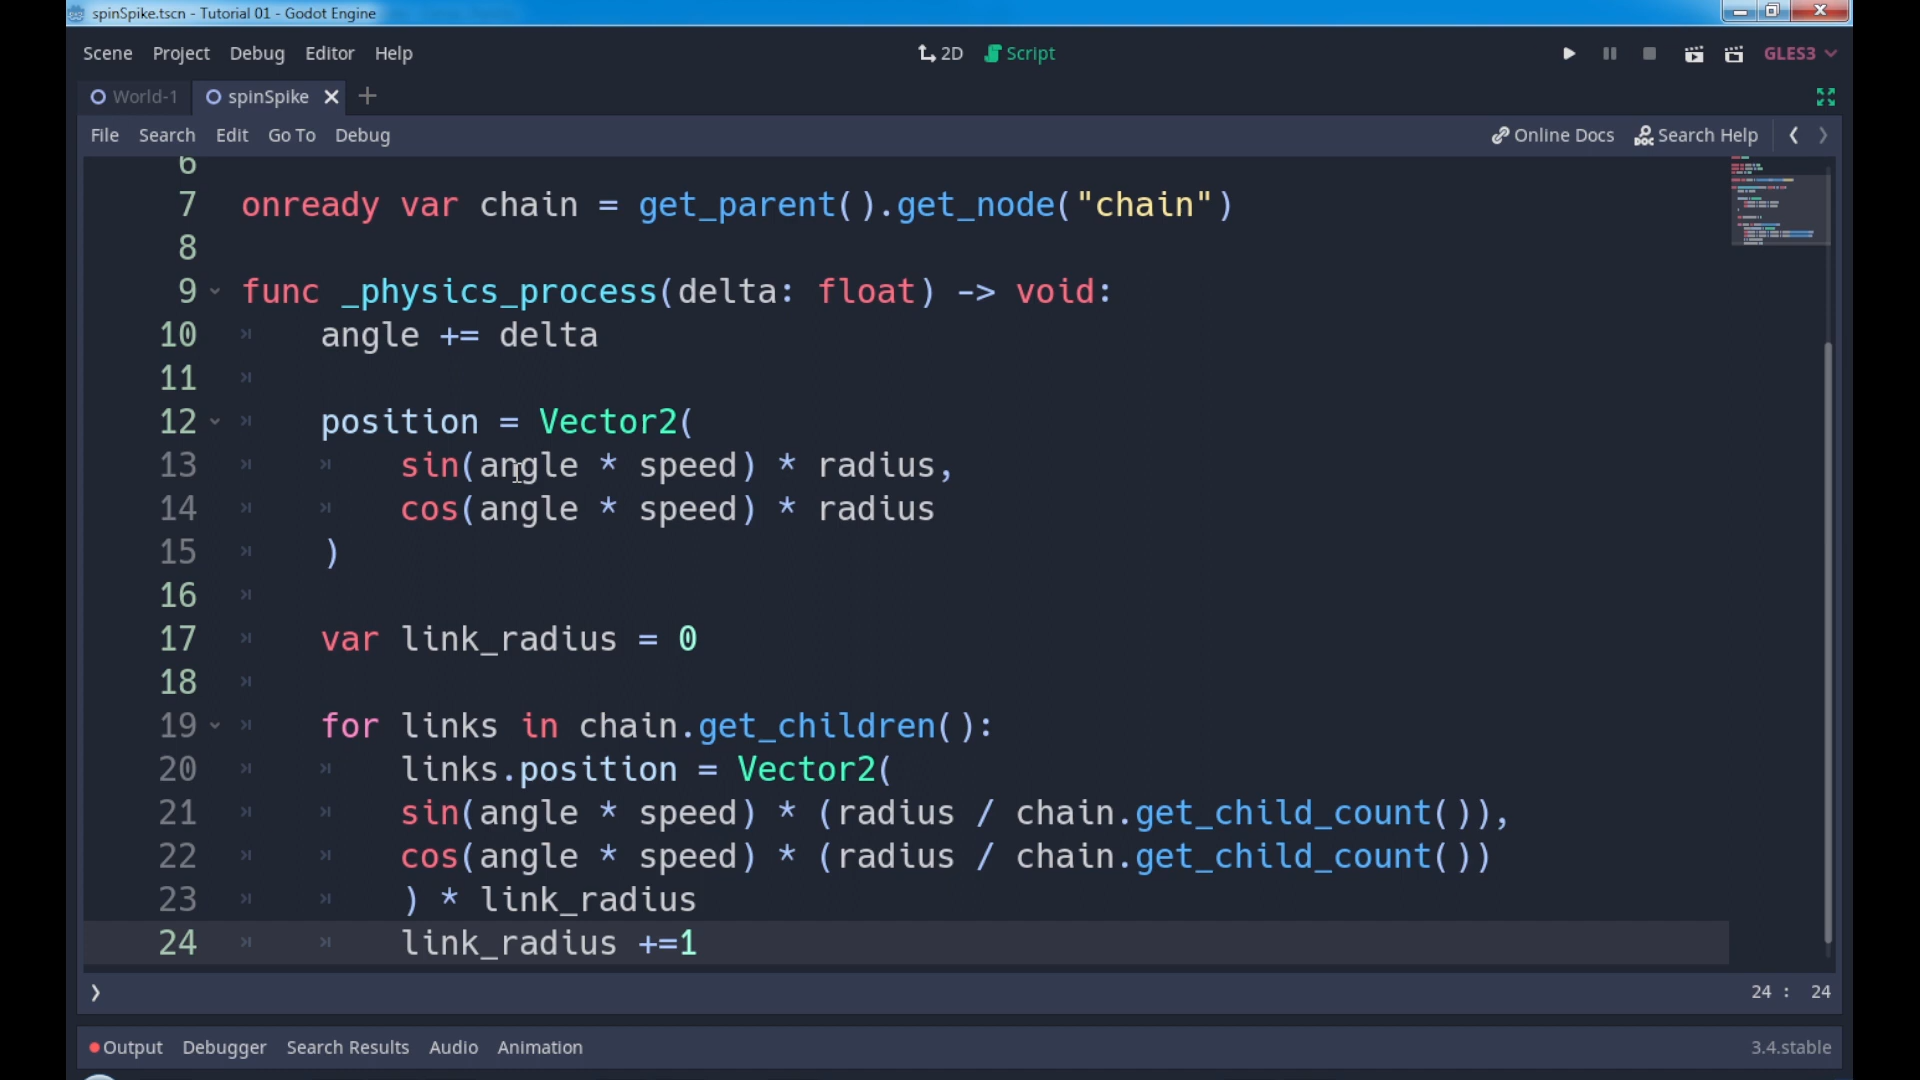 spinSpike.tscn - Tutorial 01 - Godot Engine
Scene Project Debug Editor Help 2D Script GLES3
World-1 spinSpike
File Search Edit Go To Debug Online Docs Search Help
6
7 onready var chain = get_parent().get_node("chain")
8
9 func _physics_process(delta: float) -> void:
10 angle += delta
11
12 position = Vector2(
13 sin(angle * speed) * radius,
14 cos(angle * speed) * radius
15 )
16
17 var link_radius = 0
18
19 for links in chain.get_children():
20 links.position = Vector2(
21 sin(angle * speed) * (radius / chain.get_child_count()),
22 cos(angle * speed) * (radius / chain.get_child_count())
23 ) * link_radius
24 link_radius +=1
24 : 24
Output Debugger Search Results Audio Animation 3.4.stable